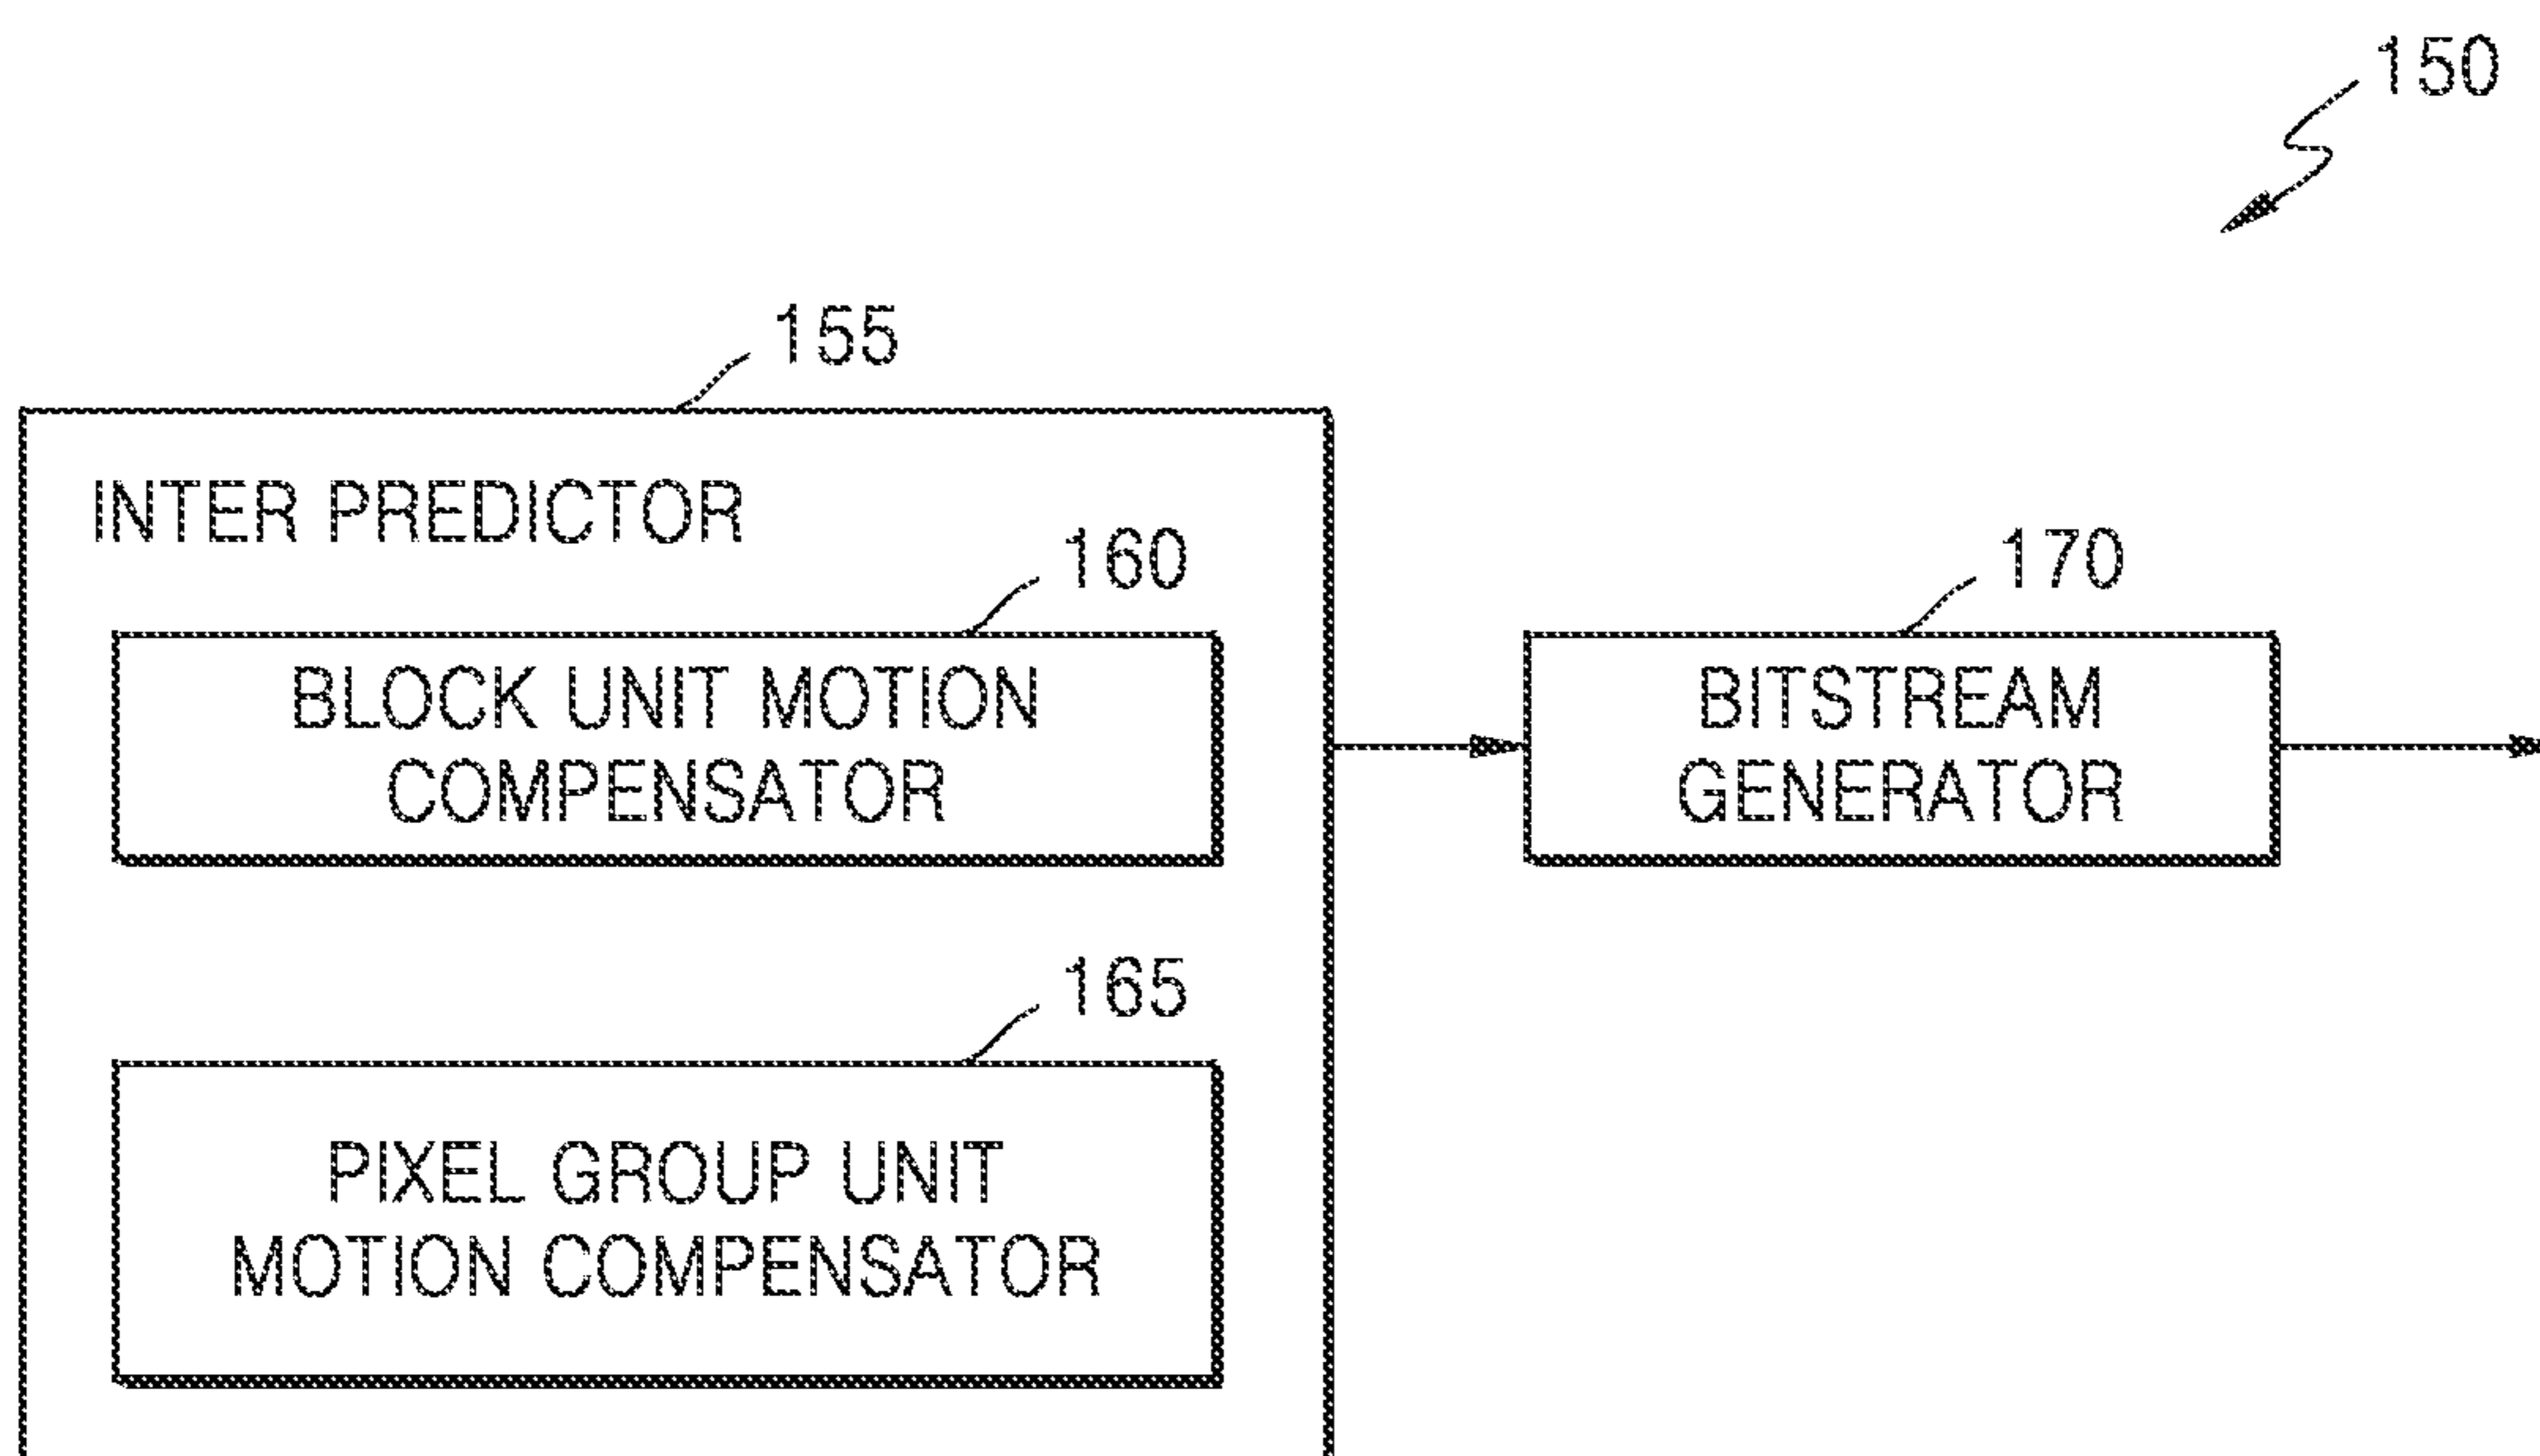 150
155
INTER PREDICTOR
160
BLOCK UNIT MOTION
COMPENSATOR
170
BITSTREAM
GENERATOR
165
PIXEL GROUP UNIT
MOTION COMPENSATOR